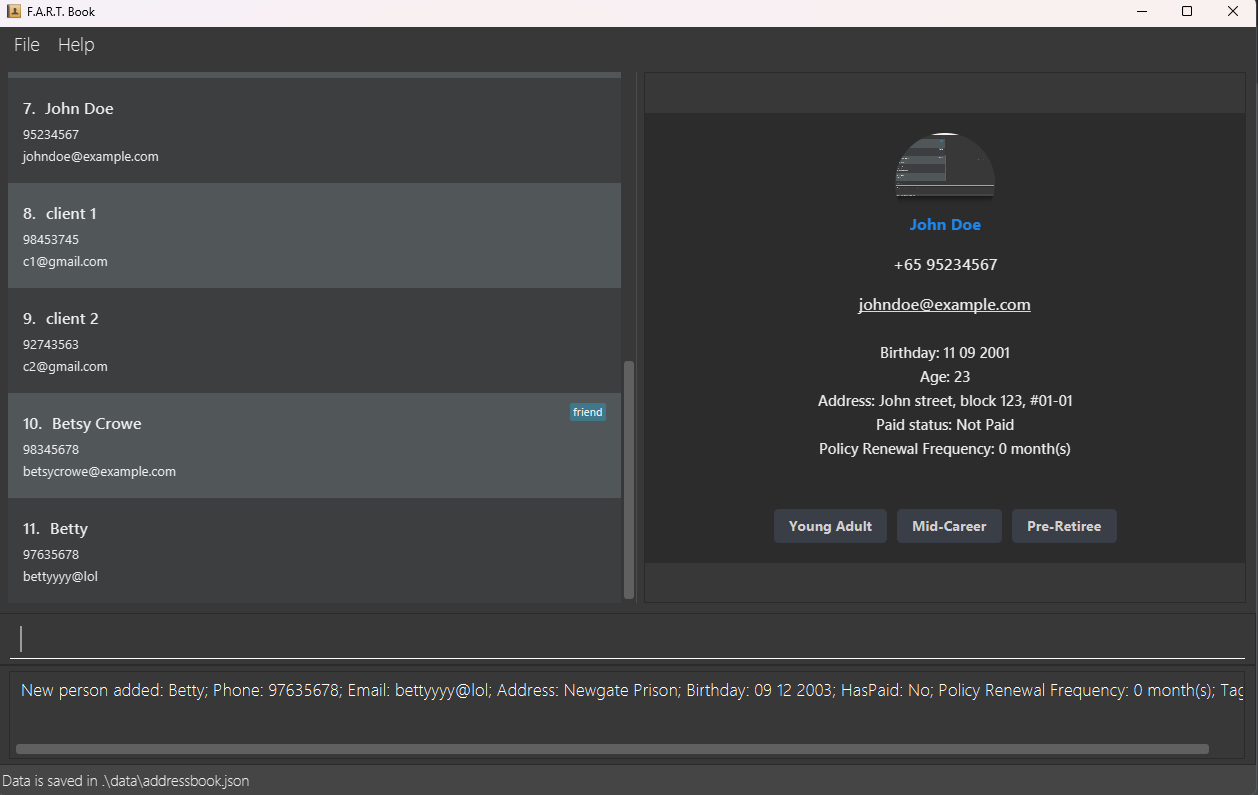 F.A.R.T. Book
File Help
7. John Doe
95234567
johndoe@example.com
8. client 1
98453745
c1@gmail.com
9. client 2
92743563
c2@gmail.com
10. Betsy Crowe
friend
98345678
betsycrowe@example.com
11. Betty
97635678
bettyyyy@lol
John Doe
+65 95234567
johndoe@example.com
Birthday: 11 09 2001
Age: 23
Address: John street, block 123, #01-01
Paid status: Not Paid
Policy Renewal Frequency: 0 month(s)
Young Adult Mid-Career Pre-Retiree
New person added: Betty; Phone: 97635678; Email: bettyyyy@lol; Address: Newgate Prison; Birthday: 09 12 2003; HasPaid: No; Policy Renewal Frequency: 0 month(s); Tag
Data is saved in .\data\addressbook.json